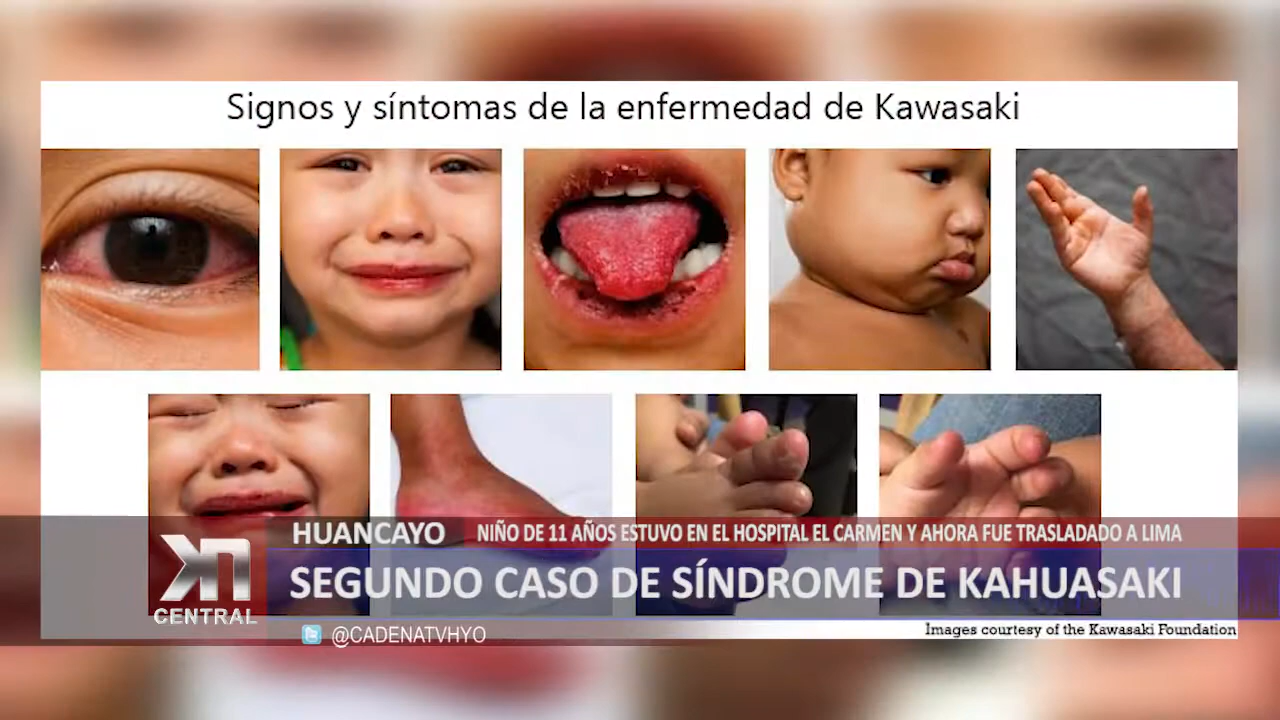 Signos y síntomas de la enfermedad de Kawasaki
HUANCAYO NIÑO DE 11 AÑOS ESTUVO EN EL HOSPITAL EL CARMEN Y AHORA FUE TRASLADADO A LIMA
SEGUNDO CASO DE SÍNDROME DE KAHUASAKI
CENTRAL
Images courtesy of the Kawasaki Foundation
@CADENATVHYO